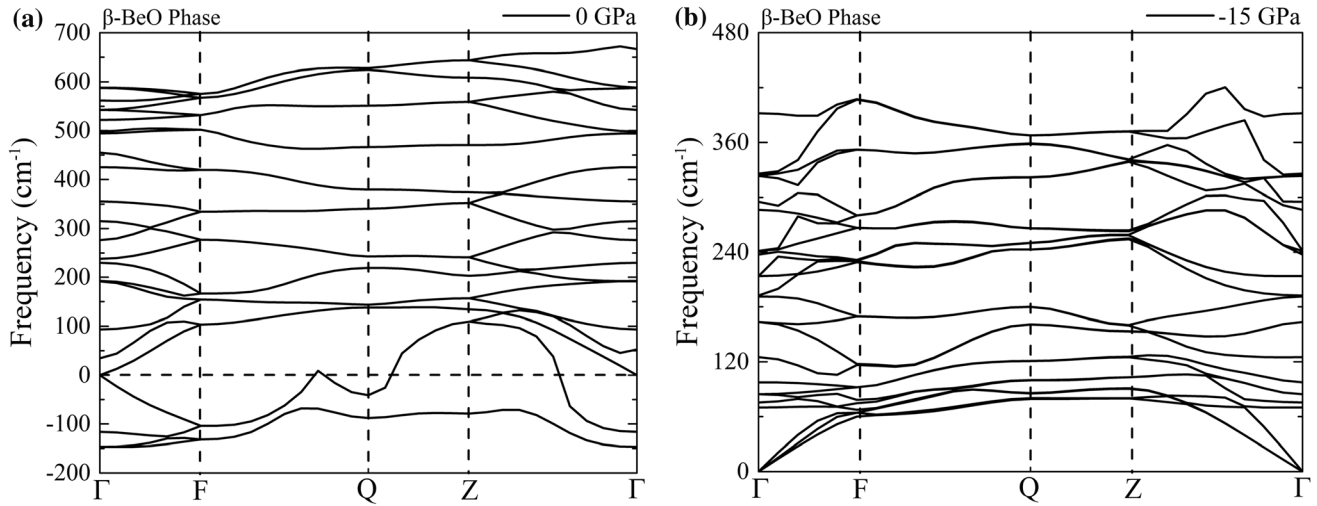 (a) β-BeO Phase 0 GPa
700
600
500
400
300
200
100
0
-100
-200
Frequency (cm⁻¹)
Γ F Q Z Γ
(b) β-BeO Phase -15 GPa
480
360
240
120
0
Frequency (cm⁻¹)
Γ F Q Z Γ